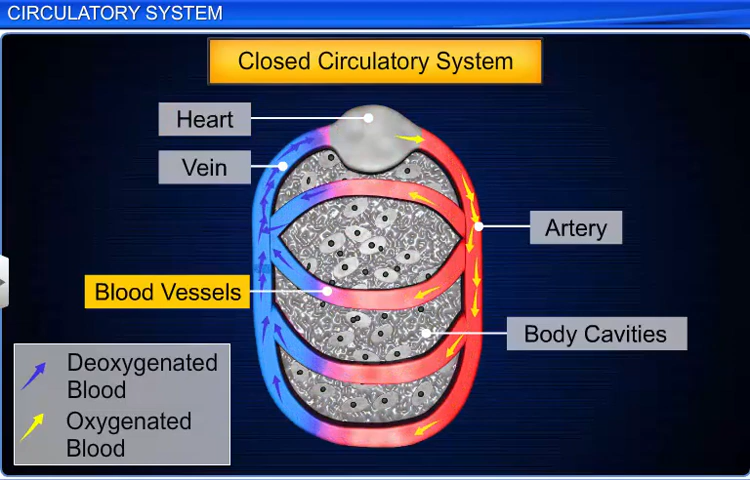 CIRCULATORY SYSTEM
Closed Circulatory System
Heart
Vein
Artery
Blood Vessels
Body Cavities
Deoxygenated
Blood
Oxygenated
Blood